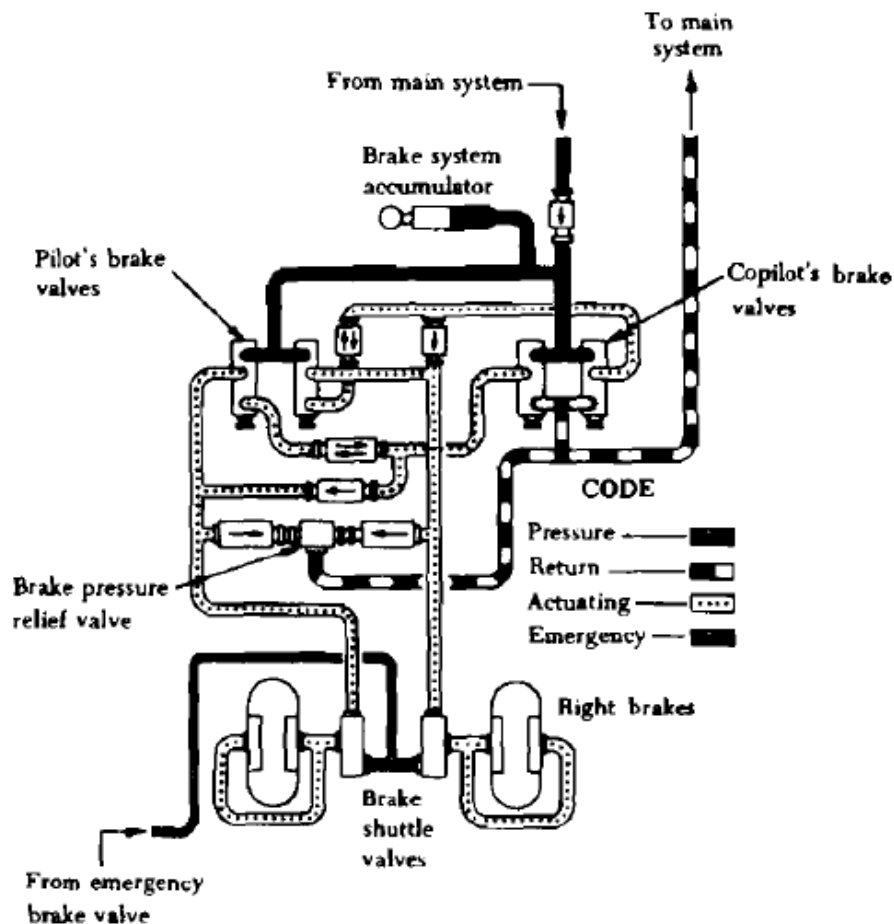 To main
system
From main system
Brake system
accumulator
Pilot's brake
valves
Copilot's brake
valves
CODE
Pressure
Return
Actuating
Emergency
Brake pressure
relief valve
Right brakes
Brake
shuttle
valves
From emergency
brake valve